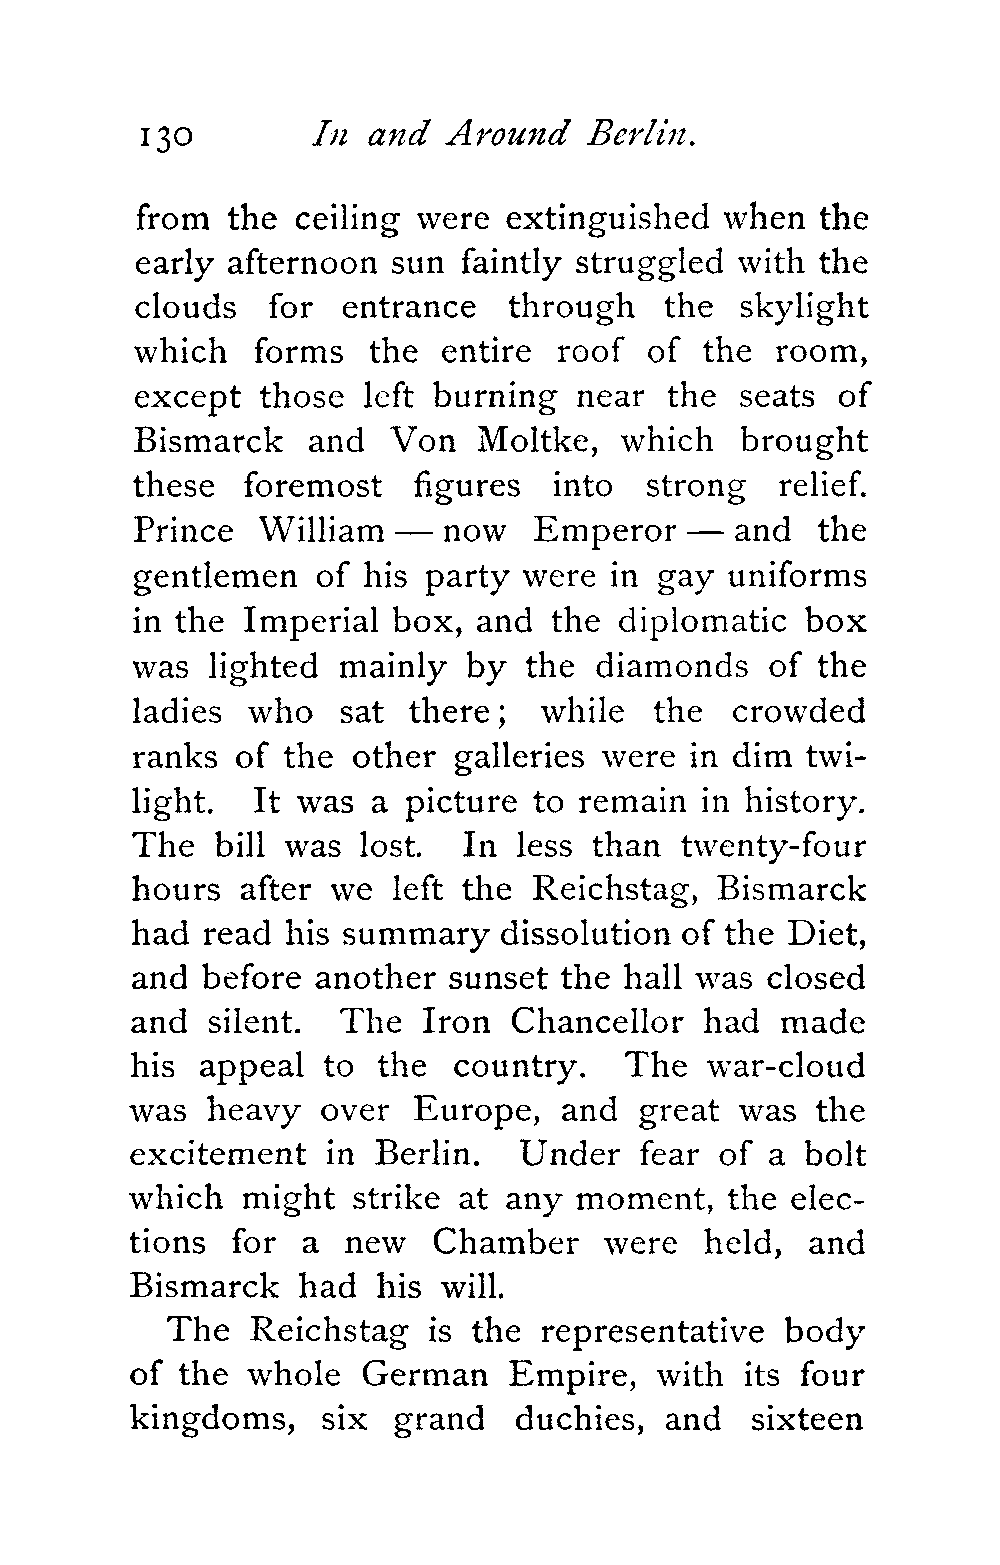 130 In and Around Berlin.
from the ceiling were extinguished when the
early afternoon sun faintly struggled with the
clouds for entrance through the skylight
which forms the entire roof of the room,
except those left burning near the seats of
Bismarck and Von Moltke, which brought
these foremost figures into strong relief.
Prince William — now Emperor — and the
gentlemen of his party were in gay uniforms
in the Imperial box, and the diplomatic box
was lighted mainly by the diamonds of the
ladies who sat there; while the crowded
ranks of the other galleries were in dim twi-
light. It was a picture to remain in history.
The bill was lost. In less than twenty-four
hours after we left the Reichstag, Bismarck
had read his summary dissolution of the Diet,
and before another sunset the hall was closed
and silent. The Iron Chancellor had made
his appeal to the country. The war-cloud
was heavy over Europe, and great was the
excitement in Berlin. Under fear of a bolt
which might strike at any moment, the elec-
tions for a new Chamber were held, and
Bismarck had his will.
The Reichstag is the representative body
of the whole German Empire, with its four
kingdoms, six grand duchies, and sixteen